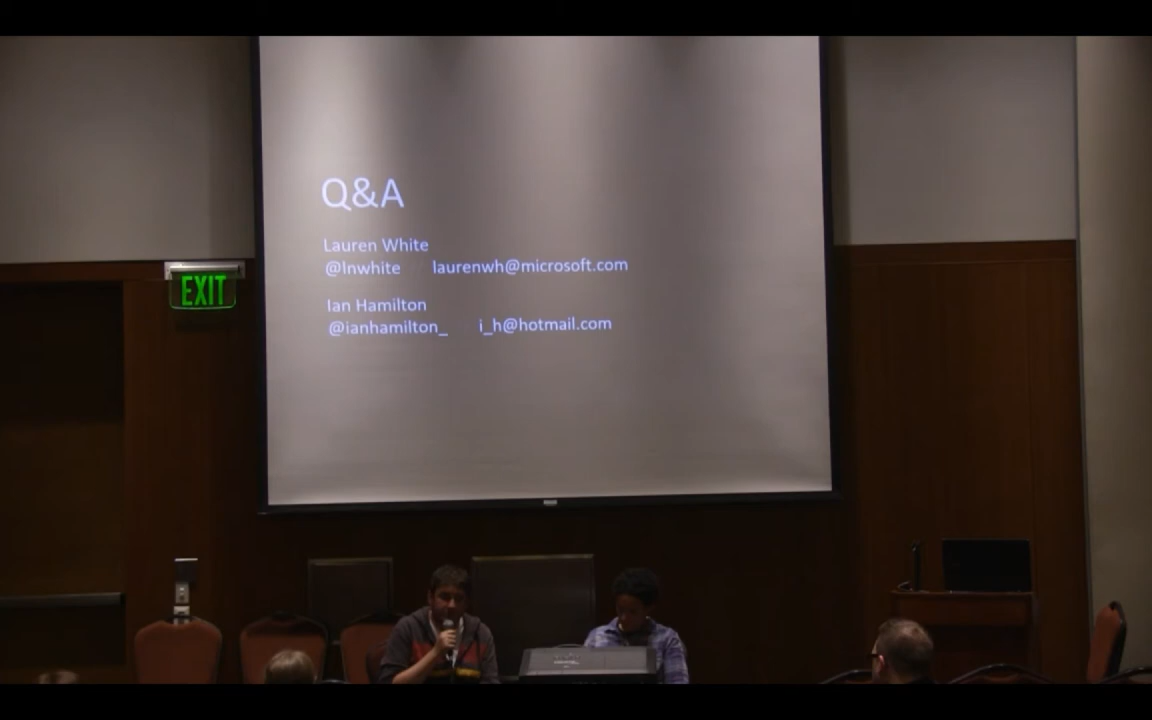 Q&A
Lauren White
@lnwhite laurenwh@microsoft.com
Ian Hamilton
@ianhamilton_ i_h@hotmail.com
EXIT